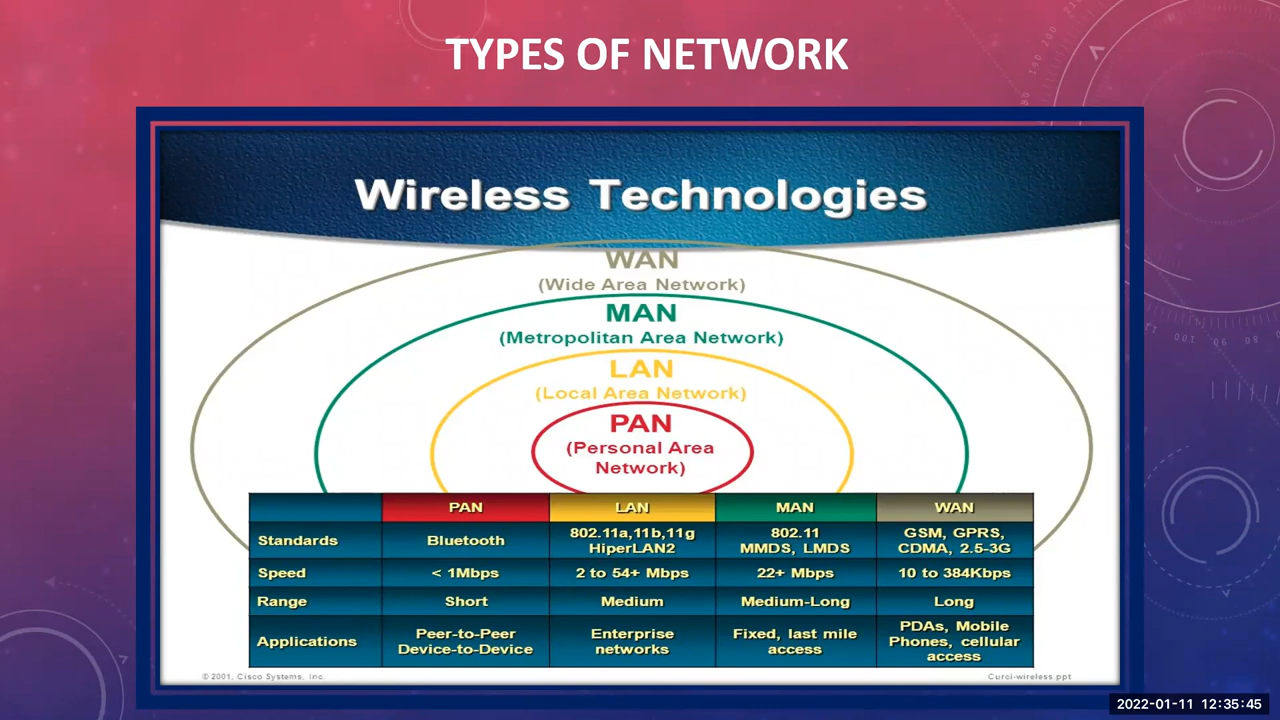 TYPES OF NETWORK
Wireless Technologies
WAN
(Wide Area Network)
MAN
(Metropolitan Area Network)
LAN
(Local Area Network)
PAN
(Personal Area
Network)
PAN LAN MAN WAN
Standards Bluetooth 802.11a,11b,11g HiperLAN2 802.11 MMDS, LMDS GSM, GPRS, CDMA, 2.5-3G
Speed < 1Mbps 2 to 54+ Mbps 22+ Mbps 10 to 384Kbps
Range Short Medium Medium-Long Long
Applications Peer-to-Peer Device-to-Device Enterprise networks Fixed, last mile access PDAs, Mobile Phones, cellular access
© 2001, Cisco Systems, Inc. Curci-wireless.ppt
2022-01-11 12:35:45